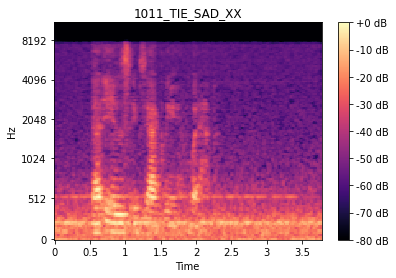 1011_TIE_SAD_XX
+0 dB
8192
-10 dB
4096
-20 dB
-30 dB
Hz
2048
-40 dB
1024
-50 dB
512
-60 dB
-70 dB
0
-80 dB
0 0.5 1 1.5 2 2.5 3 3.5
Time